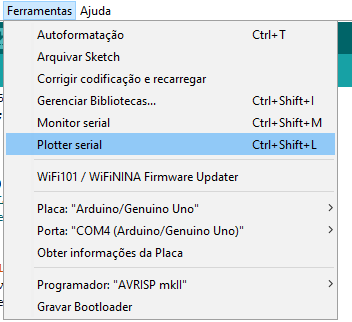 Ferramentas Ajuda
Autoformatação Ctrl+T
Arquivar Sketch
Corrigir codificação e recarregar
Gerenciar Bibliotecas... Ctrl+Shift+I
Monitor serial Ctrl+Shift+M
Plotter serial Ctrl+Shift+L
WiFi101 / WiFiNINA Firmware Updater
Placa: "Arduino/Genuino Uno"
Porta: "COM4 (Arduino/Genuino Uno)"
Obter informações da Placa
Programador: "AVRISP mkII"
Gravar Bootloader